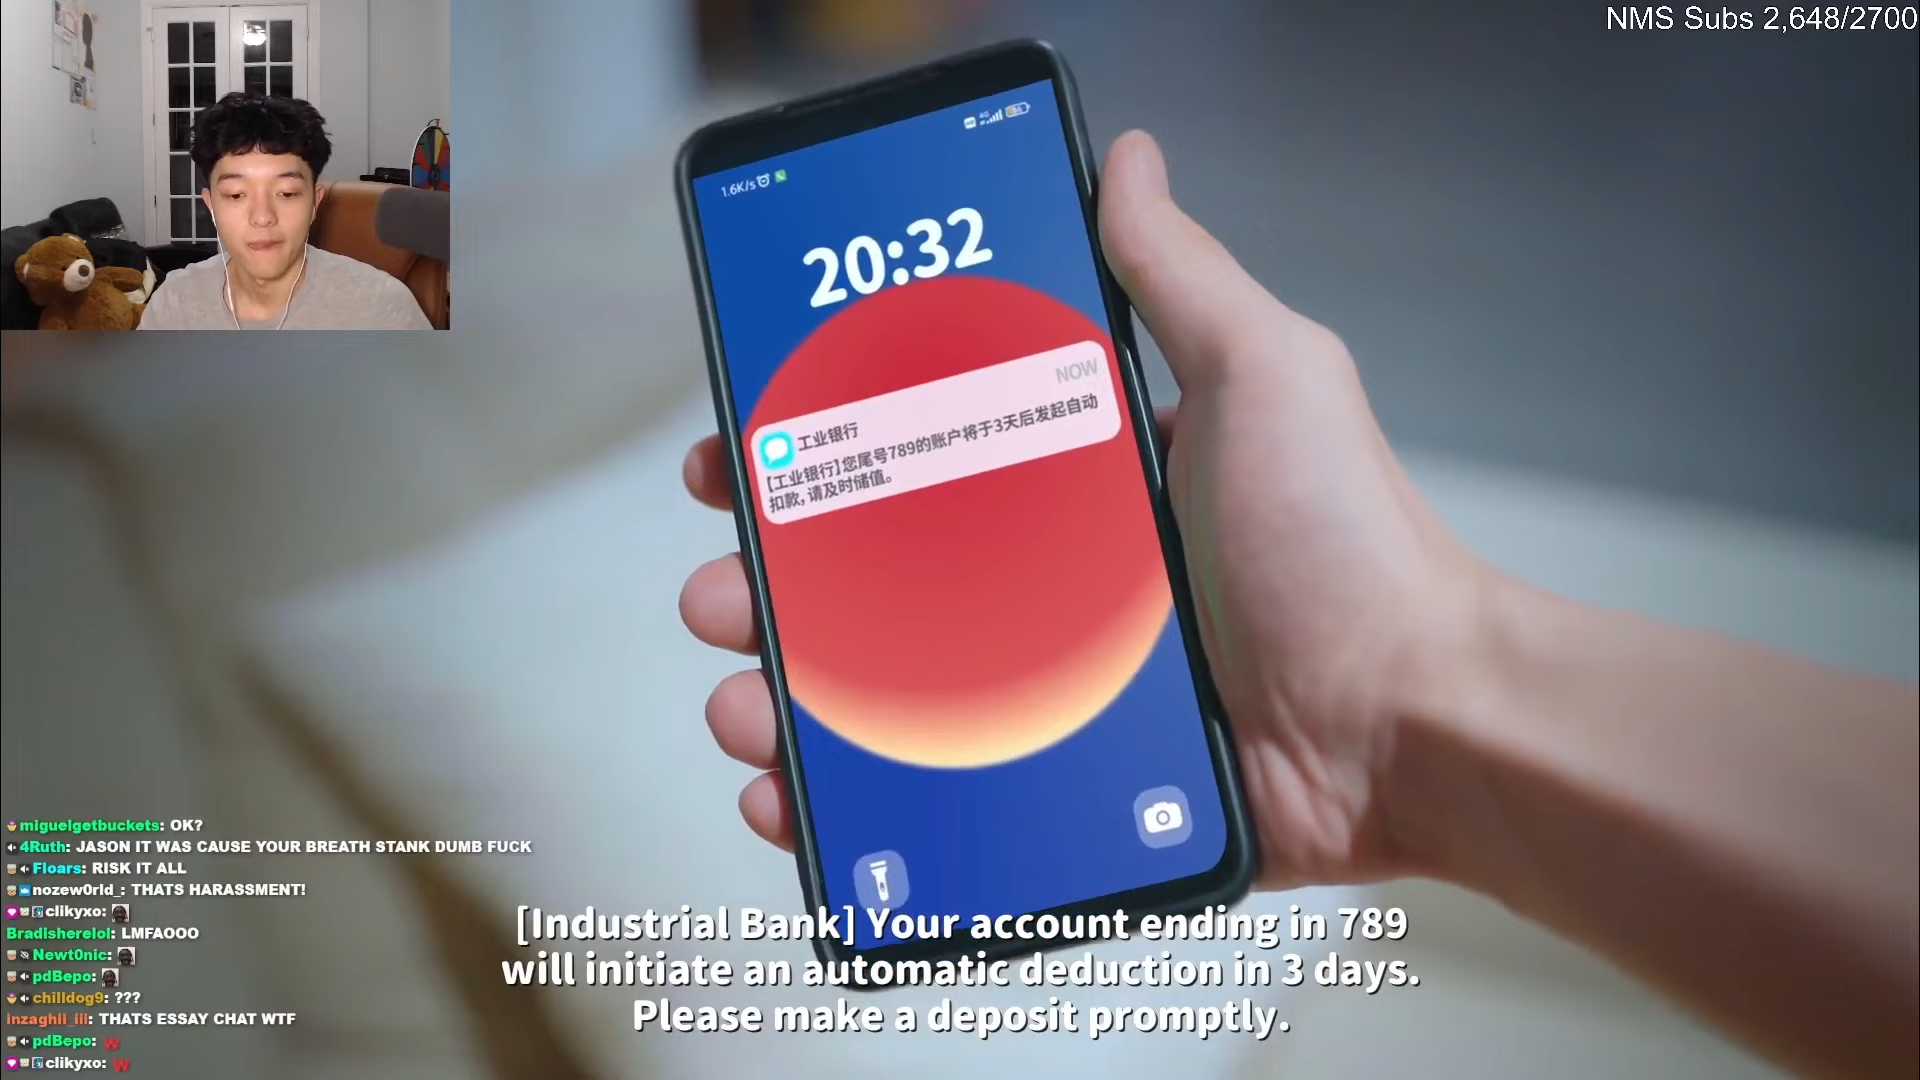 NMS Subs 2,648/2700
1.6K/s
4G
20:32
NOW
工业银行
【工业银行】您尾号789的账户将于3天后发起自动
扣款,请及时储值。
miguelgetbuckets: OK?
4Ruth: JASON IT WAS CAUSE YOUR BREATH STANK DUMB FUCK
Floars: RISK IT ALL
nozew0rld_: THATS HARASSMENT!
clikyxo:
Bradisherelol: LMFAOOO
Newt0nic:
pdBepo:
chilldog9: ???
inzaghii_iii: THATS ESSAY CHAT WTF
pdBepo: W
clikyxo: W
[Industrial Bank] Your account ending in 789
will initiate an automatic deduction in 3 days.
Please make a deposit promptly.